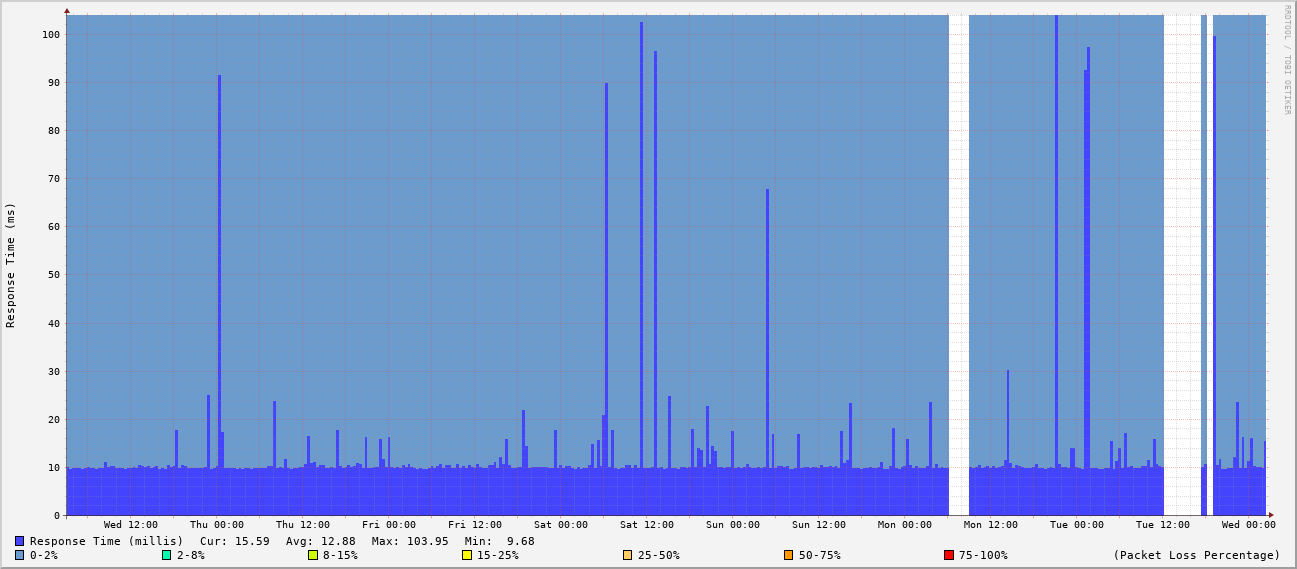 RRDTOOL / TOBI OETIKER
Response Time (ms)
100
90
80
70
60
50
40
30
20
10
0
Wed 12:00 Thu 00:00 Thu 12:00 Fri 00:00 Fri 12:00 Sat 00:00 Sat 12:00 Sun 00:00 Sun 12:00 Mon 00:00 Mon 12:00 Tue 00:00 Tue 12:00 Wed 00:00
Response Time (millis) Cur: 15.59 Avg: 12.88 Max: 103.95 Min: 9.68
0-2% 2-8% 8-15% 15-25% 25-50% 50-75% 75-100% (Packet Loss Percentage)